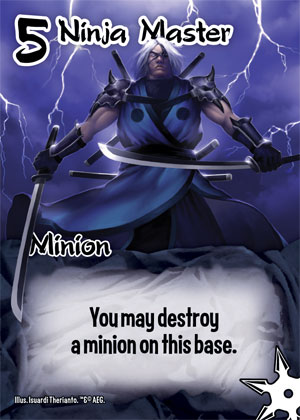 5 Ninja Master
Minion
You may destroy
a minion on this base.
Illus. Isuardi Therianto. ™© AEG.